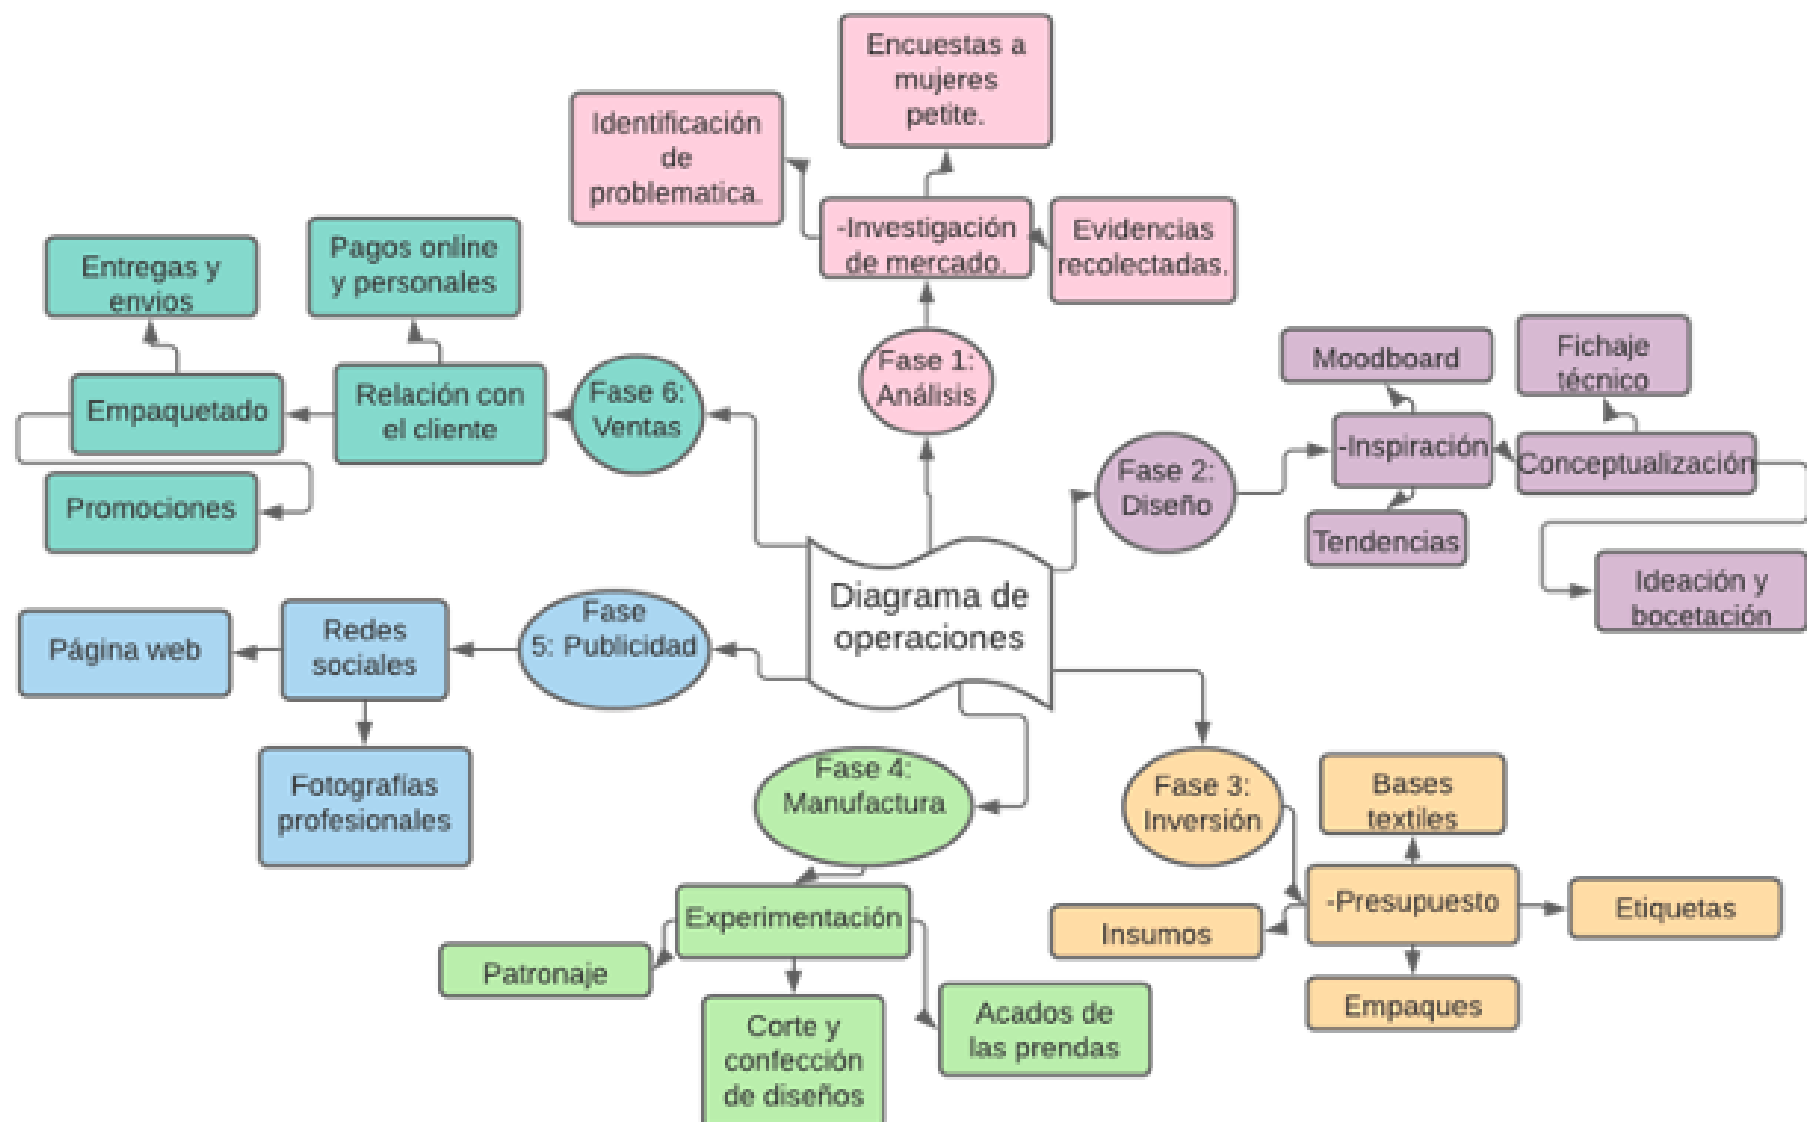 Encuestas a
mujeres
petite.
Identificación
de
problematica.
-Investigación
de mercado.
Evidencias
recolectadas.
Fase 1:
Análisis
Entregas y
envios
Pagos online
y personales
Empaquetado
Relación con
el cliente
Fase 6:
Ventas
Promociones
Moodboard
Fichaje
técnico
Fase 2:
Diseño
-Inspiración
Conceptualización
Tendencias
Ideación y
bocetación
Diagrama de
operaciones
Página web
Redes
sociales
Fase
5: Publicidad
Fotografías
profesionales
Fase 4:
Manufactura
Experimentación
Patronaje
Corte y
confección
de diseños
Acados de
las prendas
Fase 3:
Inversión
Bases
textiles
-Presupuesto
Etiquetas
Insumos
Empaques